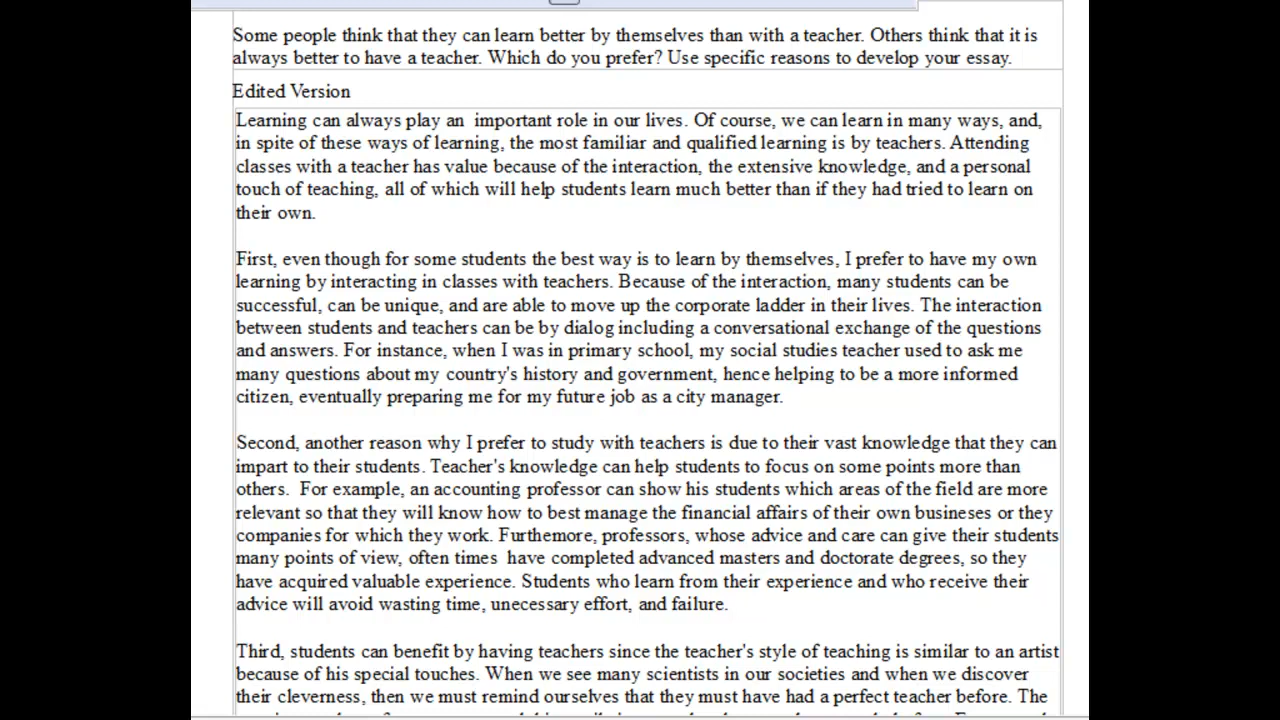 Some people think that they can learn better by themselves than with a teacher. Others think that it is
always better to have a teacher. Which do you prefer? Use specific reasons to develop your essay.
Edited Version
Learning can always play an  important role in our lives. Of course, we can learn in many ways, and,
in spite of these ways of learning, the most familiar and qualified learning is by teachers. Attending
classes with a teacher has value because of the interaction, the extensive knowledge, and a personal
touch of teaching, all of which will help students learn much better than if they had tried to learn on
their own.
First, even though for some students the best way is to learn by themselves, I prefer to have my own
learning by interacting in classes with teachers. Because of the interaction, many students can be
successful, can be unique, and are able to move up the corporate ladder in their lives. The interaction
between students and teachers can be by dialog including a conversational exchange of the questions
and answers. For instance, when I was in primary school, my social studies teacher used to ask me
many questions about my country's history and government, hence helping to be a more informed
citizen, eventually preparing me for my future job as a city manager.
Second, another reason why I prefer to study with teachers is due to their vast knowledge that they can
impart to their students. Teacher's knowledge can help students to focus on some points more than
others.  For example, an accounting professor can show his students which areas of the field are more
relevant so that they will know how to best manage the financial affairs of their own busineses or they
companies for which they work. Furthermore, professors, whose advice and care can give their students
many points of view, often times  have completed advanced masters and doctorate degrees, so they
have acquired valuable experience. Students who learn from their experience and who receive their
advice will avoid wasting time, unecessary effort, and failure.
Third, students can benefit by having teachers since the teacher's style of teaching is similar to an artist
because of his special touches. When we see many scientists in our societies and when we discover
their cleverness, then we must remind ourselves that they must have had a perfect teacher before. The